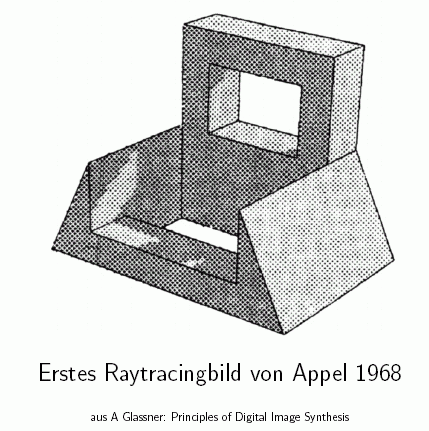 Erstes Raytracingbild von Appel 1968
aus A Glassner: Principles of Digital Image Synthesis